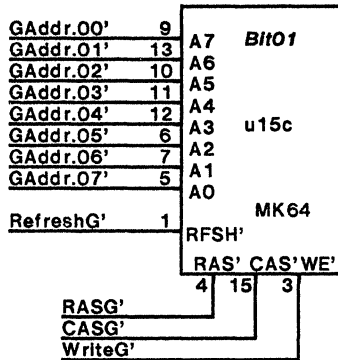 GAddr.00' 9 A7 Bit01
GAddr.01' 13 A6
GAddr.02' 10 A5
GAddr.03' 11 A4
GAddr.04' 12 A3 u15c
GAddr.05' 6 A2
GAddr.06' 7 A1
GAddr.07' 5 A0
MK64
RefreshG' 1 RFSH'
RAS' CAS' WE'
4 15 3
RASG'
CASG'
WriteG'